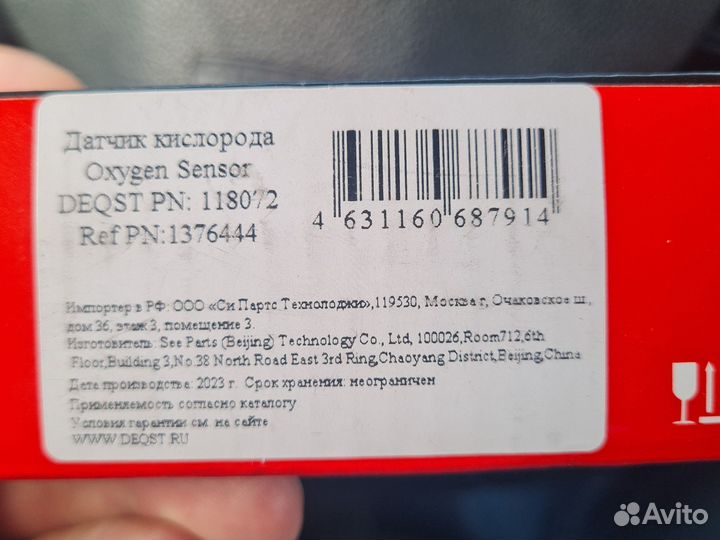 Датчик кислорода
Oxygen Sensor
DEQST PN: 118072
Ref PN:1376444
4 631160 687914
Импортер в РФ: ООО «Си Партс Технолоджи»,119530, Москва г, Очаковское ш.,
дом 36, этаж 3, помещение 3.
Изготовитель: See Parts (Beijing) Technology Co., Ltd, 100026,Room712,6th
Floor,Building 3,No.38 North Road East 3rd Ring,Chaoyang District,Beijing,China
Дата производства: 2023 г. Срок хранения: неограничен
Применяемость согласно каталогу
Условия гарантии см. на сайте
WWW.DEQST.RU
Avito